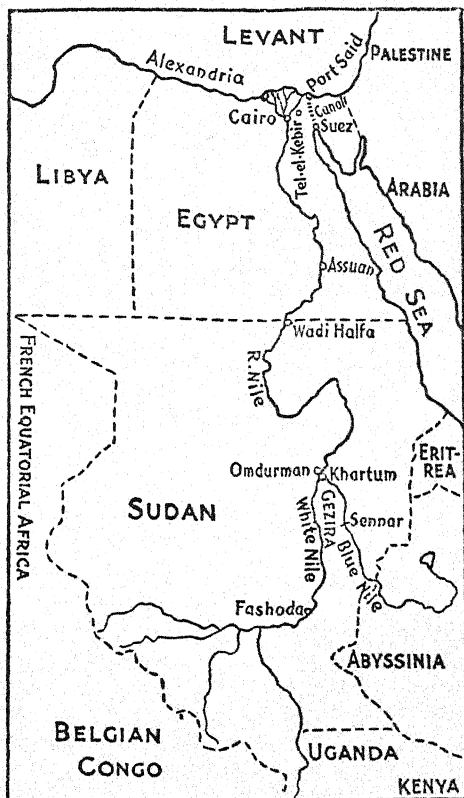 LEVANT
Alexandria
Port Said
PALESTINE
Cairo
Canal
Tel-el-Kebir
Suez
LIBYA
EGYPT
ARABIA
RED SEA
Assuan
Wadi Halfa
R. Nile
FRENCH EQUATORIAL AFRICA
ERIT-
REA
Omdurman
Khartum
SUDAN
GEZIRA
White Nile
Sennar
Blue Nile
Fashoda
ABYSSINIA
BELGIAN
CONGO
UGANDA
KENYA